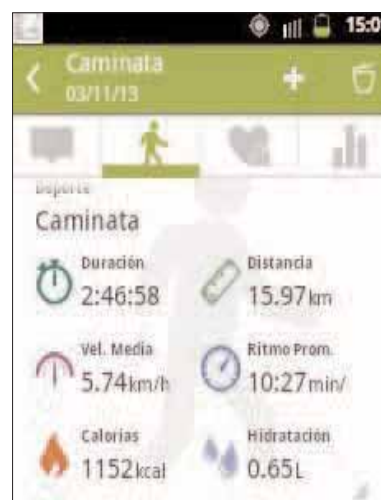 15:0
Caminata
03/11/13
Deporte
Caminata
Duración
2:46:58
Distancia
15.97km
Vel. Media
5.74km/h
Ritmo Prom.
10:27min/
Calorías
1152kcal
Hidratación
0.65L